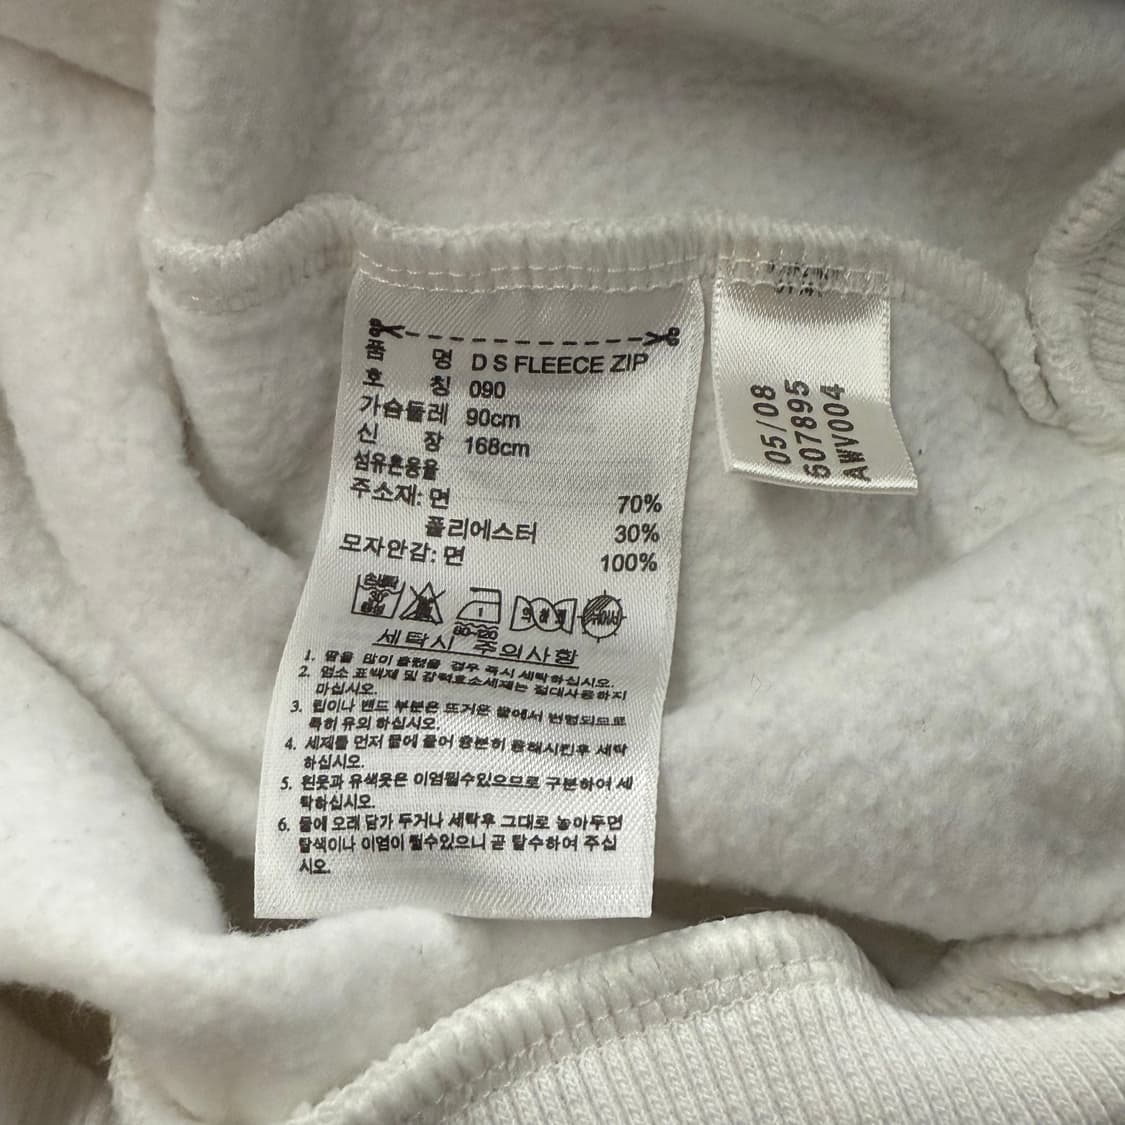 품 명 D S FLEECE ZIP
호 칭 090
가슴둘레 90cm
신 장 168cm
섬유혼용율
주소재: 면 70%
폴리에스터 30%
모자안감: 면 100%
손세탁 30° 중성
1 80-120
세탁시 주의사항
1. 땀을 많이 흘렸을 경우 즉시 세탁하십시오.
2. 염소 표백제 및 강력효소세제는 절대사용하지
마십시오.
3. 립이나 밴드 부분은 뜨거운 물에서 변형되므로
특히 유의 하십시오.
4. 세제를 먼저 물에 풀어 충분히 용해시킨후 세탁
하십시오.
5. 흰옷과 유색옷은 이염될수있으므로 구분하여 세
탁하십시오.
6. 물에 오래 담가 두거나 세탁후 그대로 놓아두면
탈색이나 이염이 될수있으니 곧 탈수하여 주십
시오.
05/08
607895
AWV004